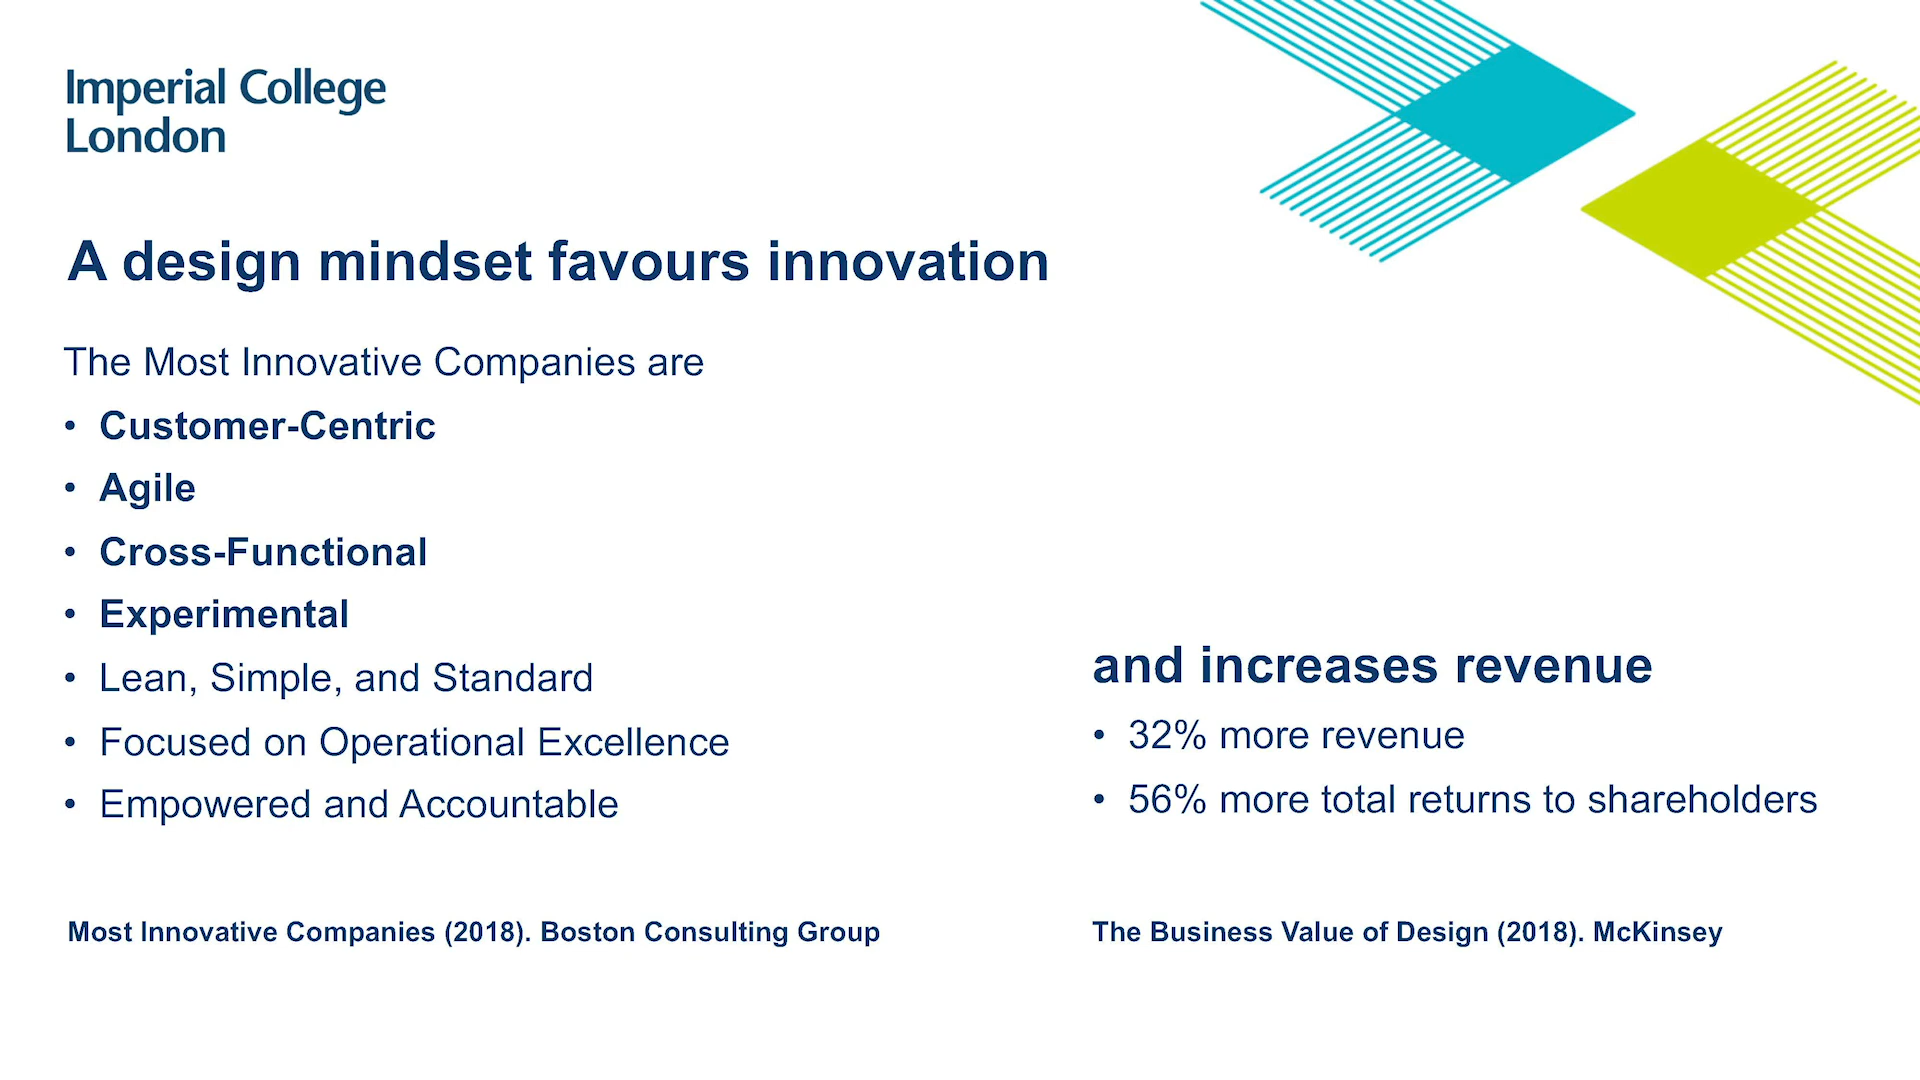 Imperial College
London
A design mindset favours innovation
The Most Innovative Companies are
• Customer-Centric
• Agile
• Cross-Functional
• Experimental
• Lean, Simple, and Standard
• Focused on Operational Excellence
• Empowered and Accountable
Most Innovative Companies (2018). Boston Consulting Group
and increases revenue
• 32% more revenue
• 56% more total returns to shareholders
The Business Value of Design (2018). McKinsey